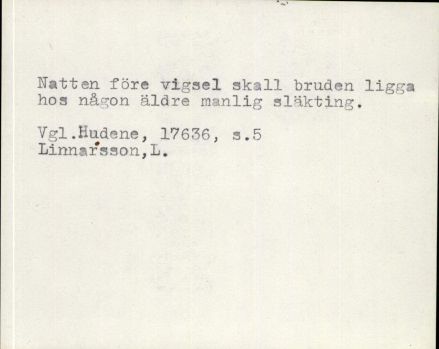 Natten före vigsel skall bruden ligga
hos någon äldre manlig släkting.
Vgl.Hudene, 17636, s.5
Linnarsson,L.